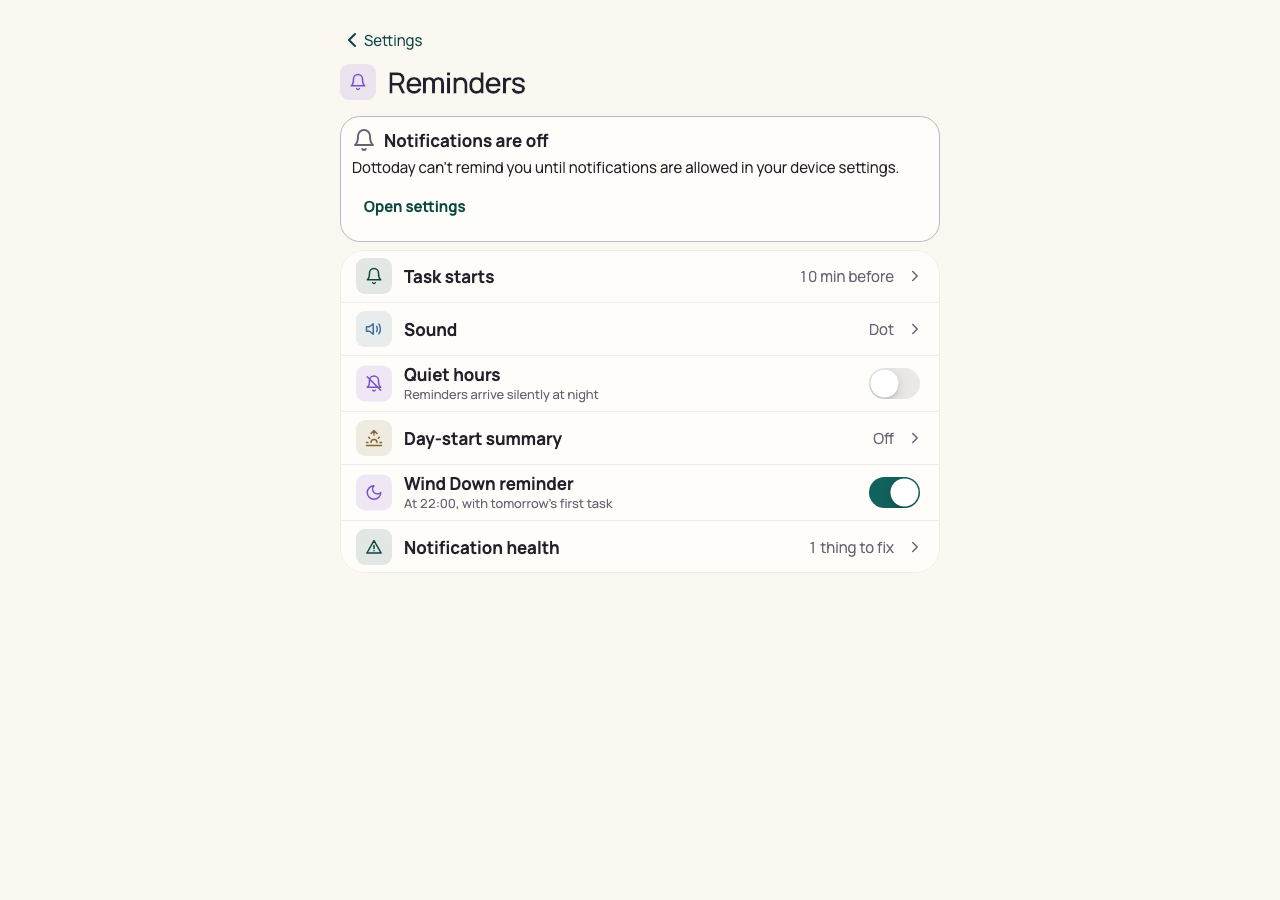 Settings
Reminders
Notifications are off
Dottoday can't remind you until notifications are allowed in your device settings.
Open settings
Task starts 10 min before
Sound Dot
Quiet hours
Reminders arrive silently at night
Day-start summary Off
Wind Down reminder
At 22:00, with tomorrow's first task
Notification health 1 thing to fix